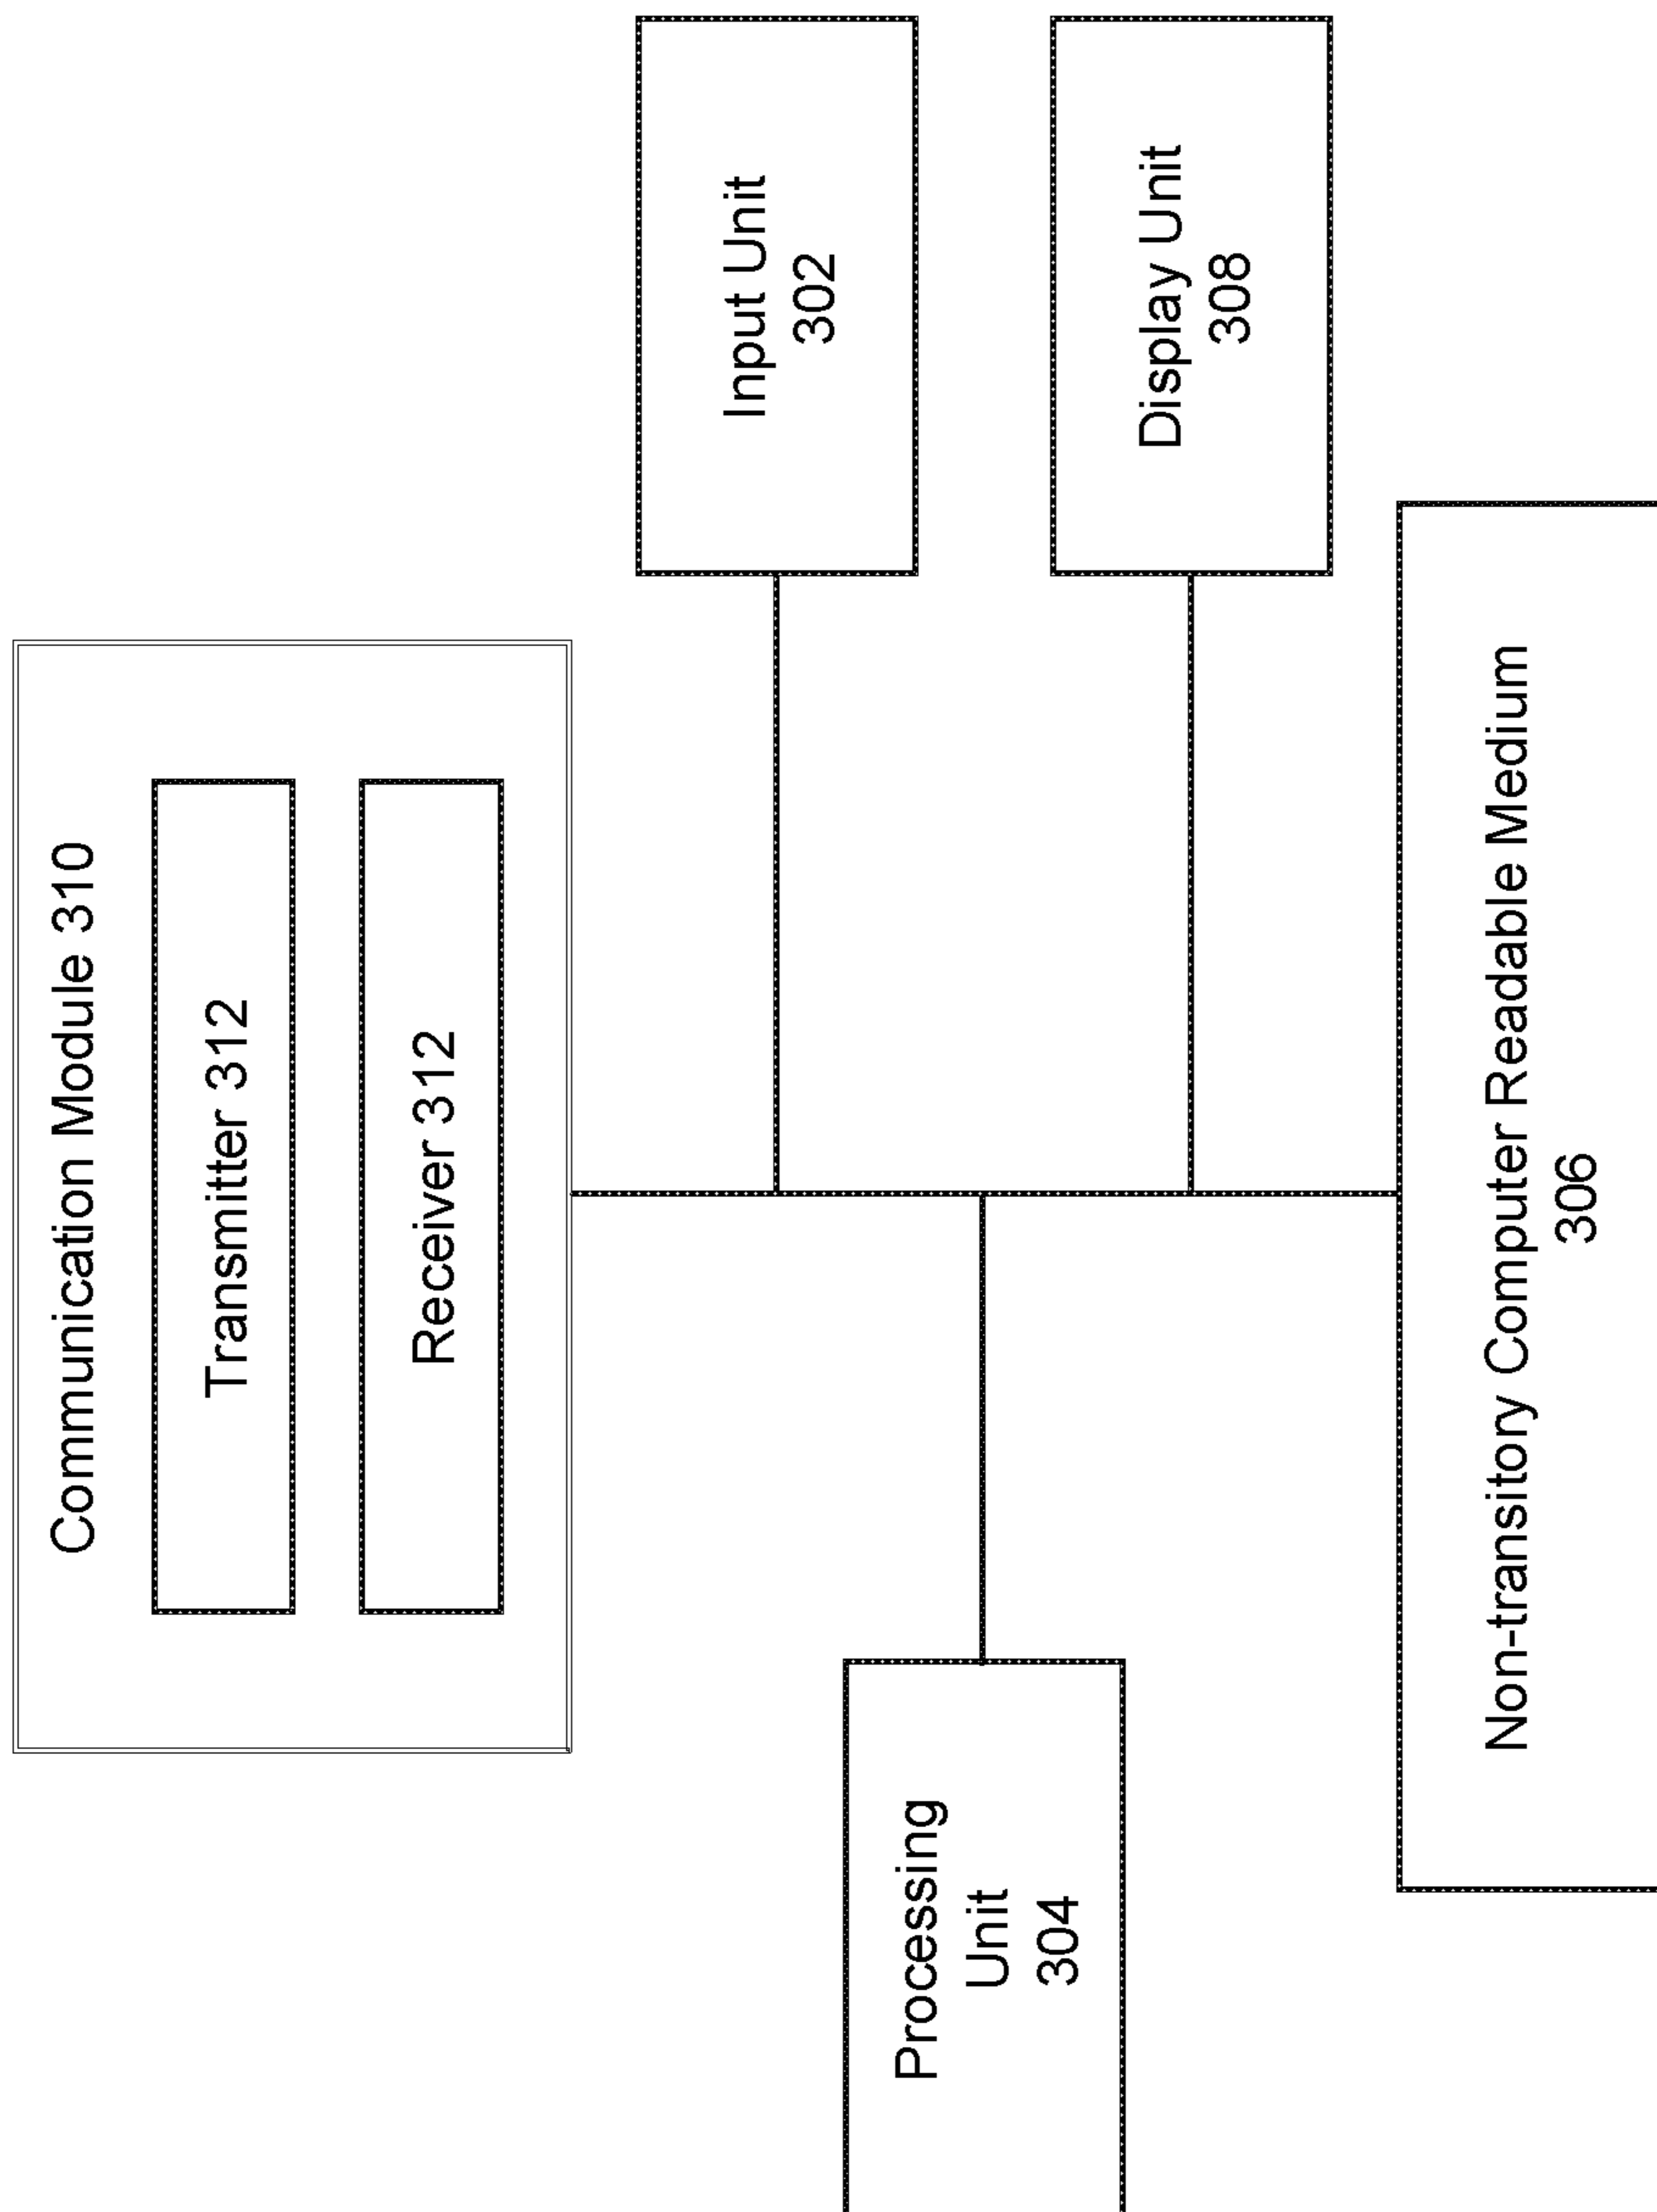 Communication Module 310
Transmitter 312
Receiver 312
Input Unit
302
Processing
Unit
304
Display Unit
308
Non-transitory Computer Readable Medium
306